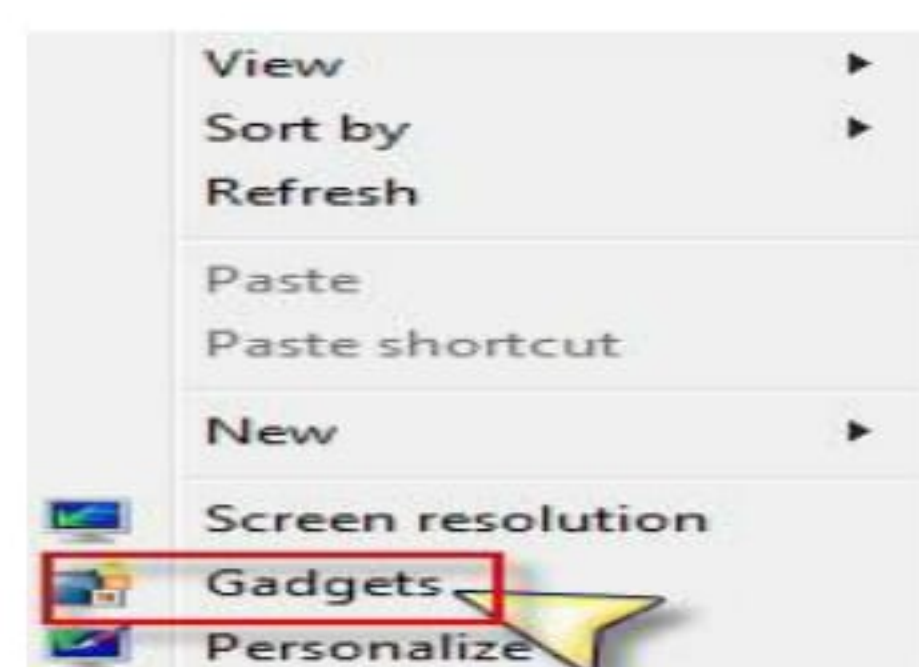 View
Sort by
Refresh
Paste
Paste shortcut
New
Screen resolution
Gadgets
Personalize